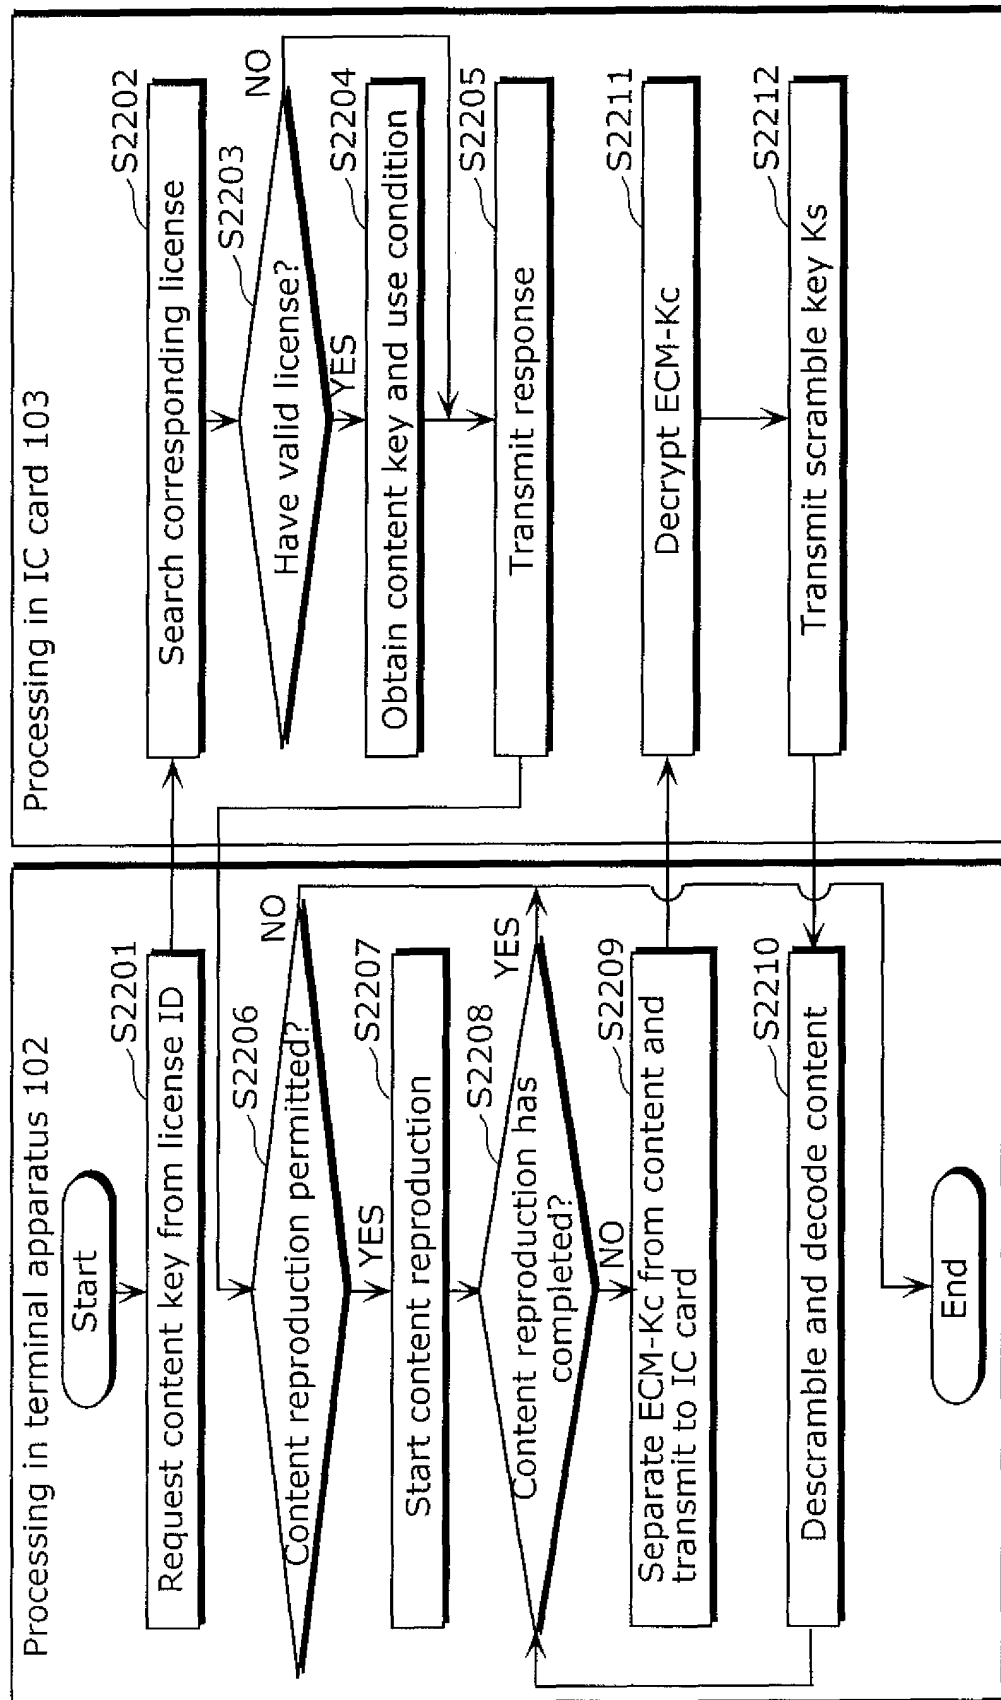 Processing in terminal apparatus 102
Start
S2201
Request content key from license ID
S2206
Content reproduction permitted?
NO
YES
S2207
Start content reproduction
S2208
Content reproduction has
completed?
YES
NO
S2209
Separate ECM-Kc from content and
transmit to IC card
S2210
Descramble and decode content
End
Processing in IC card 103
S2202
Search corresponding license
S2203
Have valid license?
NO
YES
S2204
Obtain content key and use condition
S2205
Transmit response
S2211
Decrypt ECM-Kc
S2212
Transmit scramble key Ks